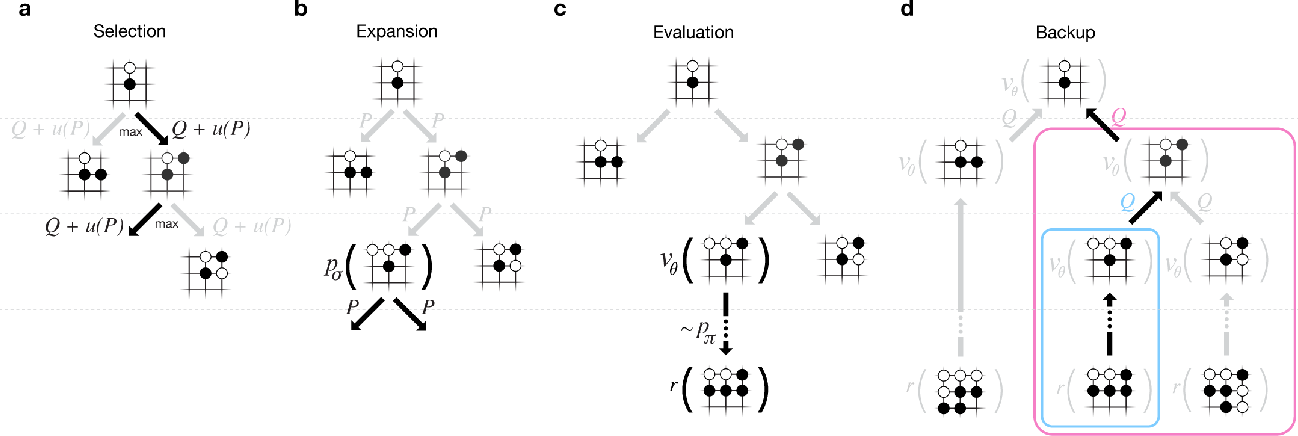 a
Selection
Q + u(P)
max
Q + u(P)
Q + u(P)
max
Q + u(P)
b
Expansion
P
P
P
P
pσ(
)
P
P
c
Evaluation
vθ(
)
~ pπ
r(
)
d
Backup
vθ(
)
Q
Q
vθ(
)
vθ(
)
Q
Q
vθ(
)
vθ(
)
r(
)
r(
)
r(
)